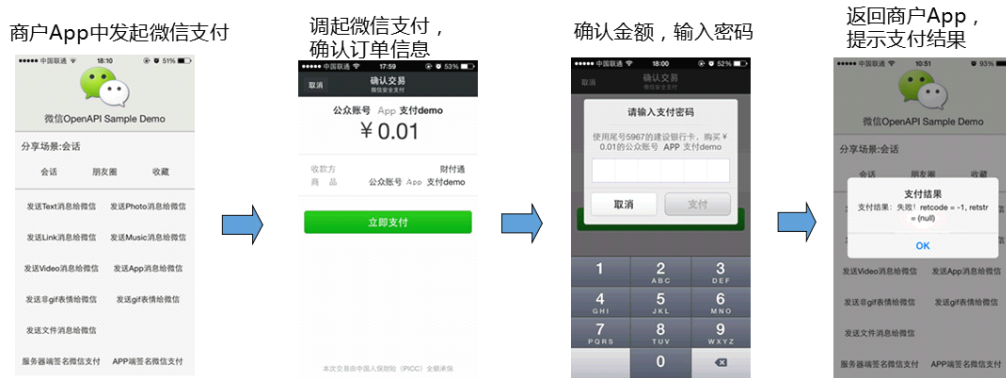 商户App中发起微信支付
●●●●● 中国联通 18:10 51%
微信OpenAPI Sample Demo
分享场景:会话
会话 朋友圈 收藏
发送Text消息给微信 发送Photo消息给微信
发送Link消息给微信 发送Music消息给微信
发送Video消息给微信 发送App消息给微信
发送非gif表情给微信 发送gif表情给微信
发送文件消息给微信
服务器端签名微信支付 APP端签名微信支付
调起微信支付，
确认订单信息
●●●●● 中国联通 17:59 53%
取消
确认交易
微信安全支付
公众账号 App 支付demo
￥0.01
收款方 财付通
商 品 公众账号 App 支付demo
立即支付
本次交易由中国人保财险（PICC）全额承保
确认金额，输入密码
●●●●● 中国联通 18:00 52%
取消
确认交易
微信安全支付
请输入支付密码
使用尾号5967的建设银行卡，购买￥
0.01的公众账号 APP 支付demo
取消 支付
1 2 3
ABC DEF
4 5 6
GHI JKL MNO
7 8 9
PQRS TUV WXYZ
0
返回商户App，
提示支付结果
●●●●● 中国联通 10:51 93%
微信OpenAPI Sample Demo
分享场景:会话
会话 朋友圈 收藏
支付结果
支付结果：失败！retcode = -1, retstr
= (null)
OK
发送Video消息给微信 发送App消息给微信
发送非gif表情给微信 发送gif表情给微信
发送文件消息给微信
服务器端签名微信支付 APP端签名微信支付